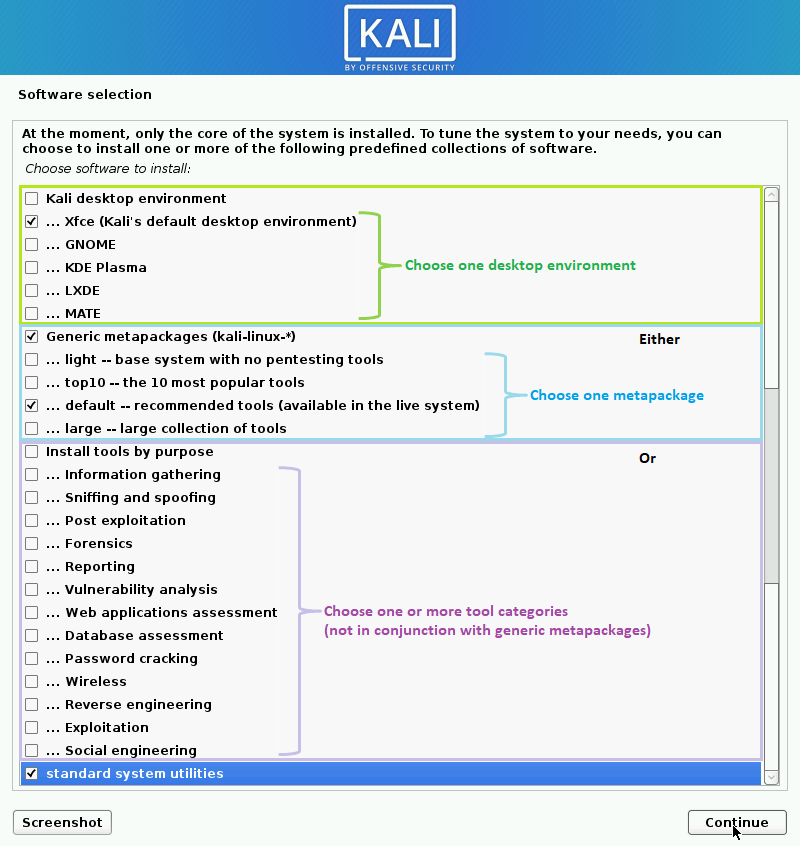 KALI
BY OFFENSIVE SECURITY
Software selection
At the moment, only the core of the system is installed. To tune the system to your needs, you can
choose to install one or more of the following predefined collections of software.
Choose software to install:
Kali desktop environment
... Xfce (Kali's default desktop environment)
... GNOME
Choose one desktop environment
... KDE Plasma
... LXDE
... MATE
Generic metapackages (kali-linux-*)
Either
... light -- base system with no pentesting tools
... top10 -- the 10 most popular tools
Choose one metapackage
... default -- recommended tools (available in the live system)
... large -- large collection of tools
Install tools by purpose
Or
... Information gathering
... Sniffing and spoofing
... Post exploitation
... Forensics
... Reporting
... Vulnerability analysis
... Web applications assessment
Choose one or more tool categories
(not in conjunction with generic metapackages)
... Database assessment
... Password cracking
... Wireless
... Reverse engineering
... Exploitation
... Social engineering
standard system utilities
Screenshot
Continue